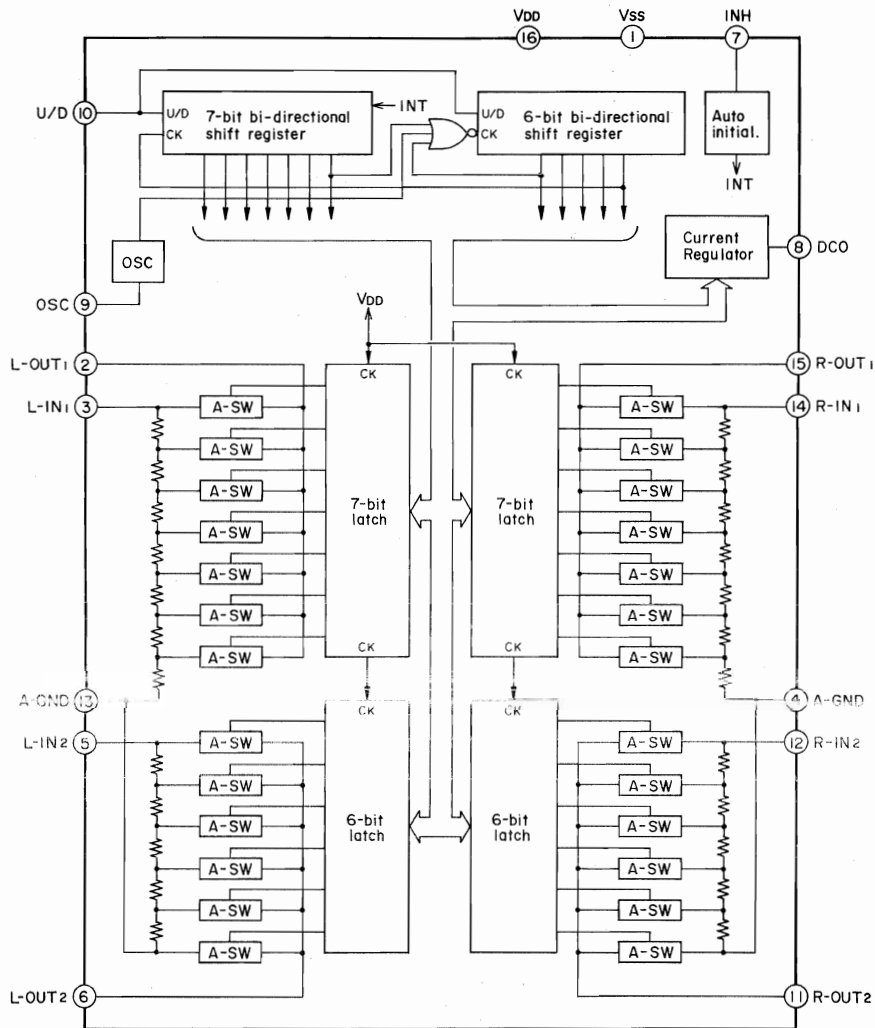 VDD VSS INH
16 1 7
U/D 10
U/D 7-bit bi-directional
CK shift register
INT
U/D 6-bit bi-directional
CK shift register
Auto
initial.
INT
OSC
Current
Regulator
8 DCO
OSC 9
VDD
L-OUT1 2
15 R-OUT1
L-IN1 3
14 R-IN1
CK CK
A-SW A-SW
A-SW A-SW
A-SW A-SW
A-SW A-SW
A-SW A-SW
A-SW A-SW
A-SW A-SW
7-bit
latch
7-bit
latch
CK CK
A-GND 13
4 A-GND
CK CK
L-IN2 5
12 R-IN2
A-SW A-SW
A-SW A-SW
A-SW A-SW
A-SW A-SW
A-SW A-SW
A-SW A-SW
6-bit
latch
6-bit
latch
L-OUT2 6
11 R-OUT2